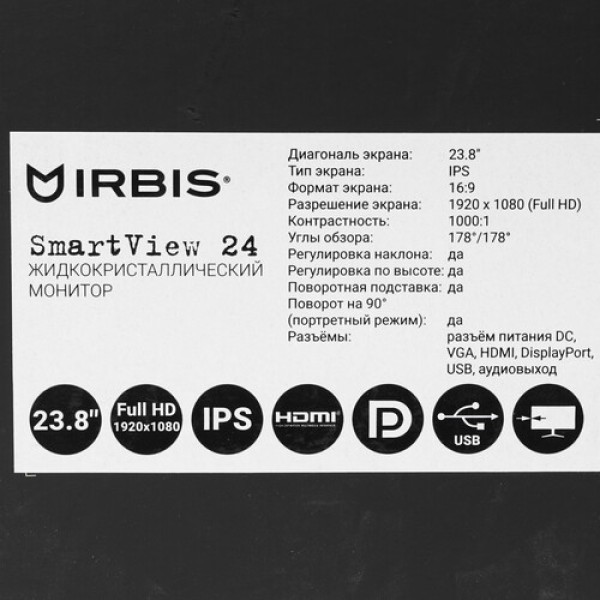 IRBIS®
SmartView 24
ЖИДКОКРИСТАЛЛИЧЕСКИЙ
МОНИТОР
Диагональ экрана: 23.8"
Тип экрана: IPS
Формат экрана: 16:9
Разрешение экрана: 1920 x 1080 (Full HD)
Контрастность: 1000:1
Углы обзора: 178°/178°
Регулировка наклона: да
Регулировка по высоте: да
Поворотная подставка: да
Поворот на 90°
(портретный режим): да
Разъёмы: разъём питания DC,
VGA, HDMI, DisplayPort,
USB, аудиовыход
23.8"
Full HD
1920x1080
IPS
HDMI
USB